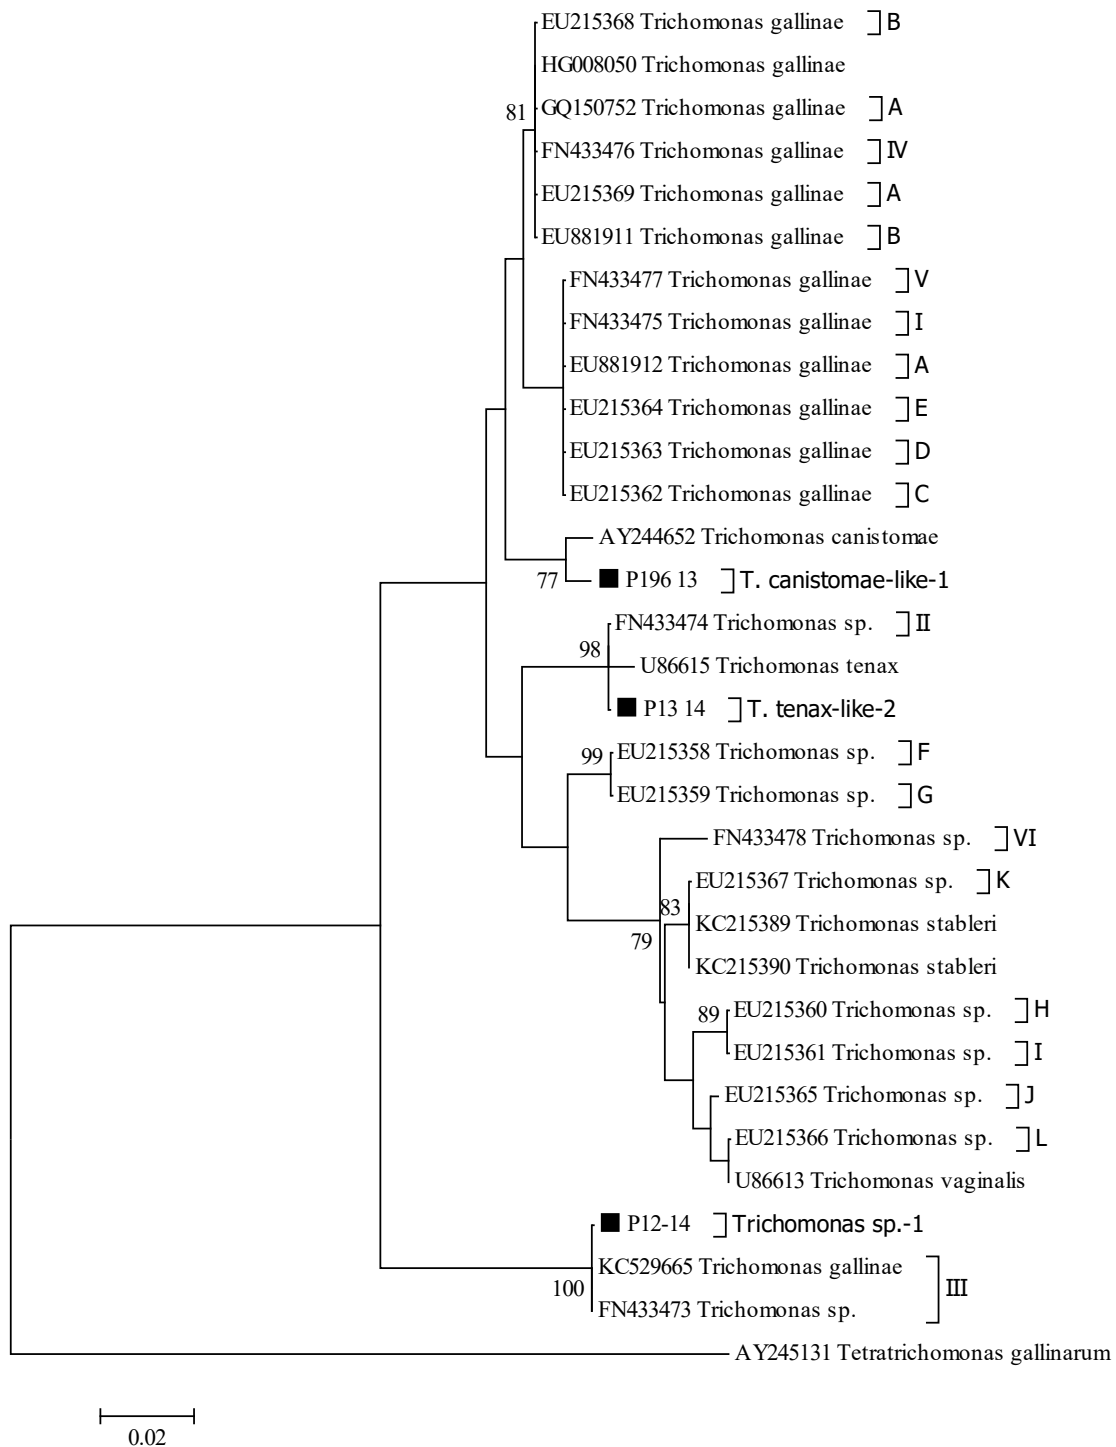 EU215368 Trichomonas gallinae B
HG008050 Trichomonas gallinae
81
GQ150752 Trichomonas gallinae A
FN433476 Trichomonas gallinae IV
EU215369 Trichomonas gallinae A
EU881911 Trichomonas gallinae B
FN433477 Trichomonas gallinae V
FN433475 Trichomonas gallinae I
EU881912 Trichomonas gallinae A
EU215364 Trichomonas gallinae E
EU215363 Trichomonas gallinae D
EU215362 Trichomonas gallinae C
AY244652 Trichomonas canistomae
77
P196 13 T. canistomae-like-1
FN433474 Trichomonas sp. II
98
U86615 Trichomonas tenax
P13 14 T. tenax-like-2
99
EU215358 Trichomonas sp. F
EU215359 Trichomonas sp. G
FN433478 Trichomonas sp. VI
EU215367 Trichomonas sp. K
83
KC215389 Trichomonas stableri
79
KC215390 Trichomonas stableri
89
EU215360 Trichomonas sp. H
EU215361 Trichomonas sp. I
EU215365 Trichomonas sp. J
EU215366 Trichomonas sp. L
U86613 Trichomonas vaginalis
P12-14 Trichomonas sp.-1
KC529665 Trichomonas gallinae
III
100
FN433473 Trichomonas sp.
AY245131 Tetratrichomonas gallinarum
0.02